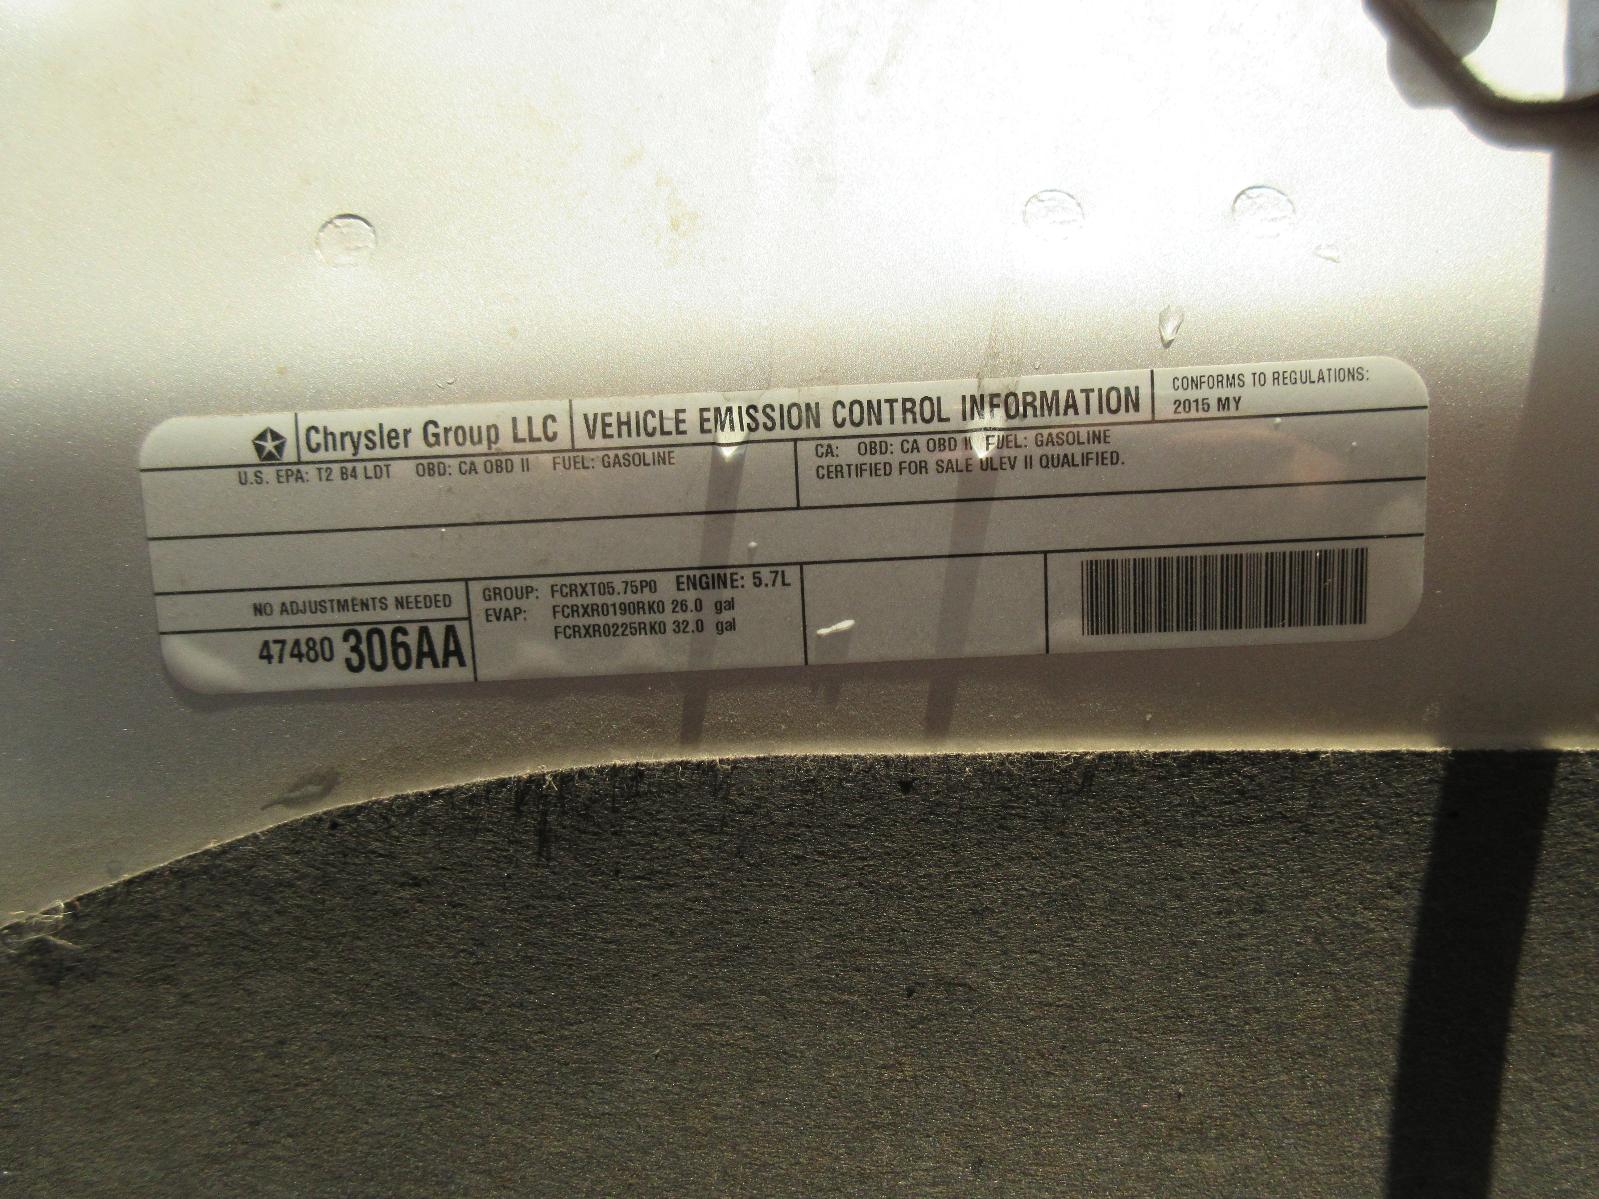 Chrysler Group LLC VEHICLE EMISSION CONTROL INFORMATION
CONFORMS TO REGULATIONS:
2015 MY
U.S. EPA: T2 B4 LDT OBD: CA OBD II FUEL: GASOLINE
CA: OBD: CA OBD II FUEL: GASOLINE
CERTIFIED FOR SALE ULEV II QUALIFIED.
NO ADJUSTMENTS NEEDED
47480 306AA
GROUP: FCRXT05.75P0 ENGINE: 5.7L
EVAP: FCRXR0190RK0 26.0 gal
FCRXR0225RK0 32.0 gal